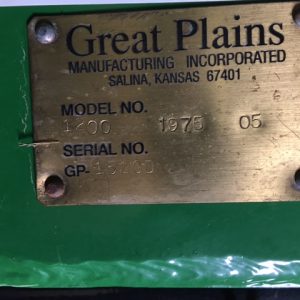 Great Plains
MANUFACTURING INCORPORATED
SALINA, KANSAS 67401
MODEL NO.
1975 05
SERIAL NO.
GP-